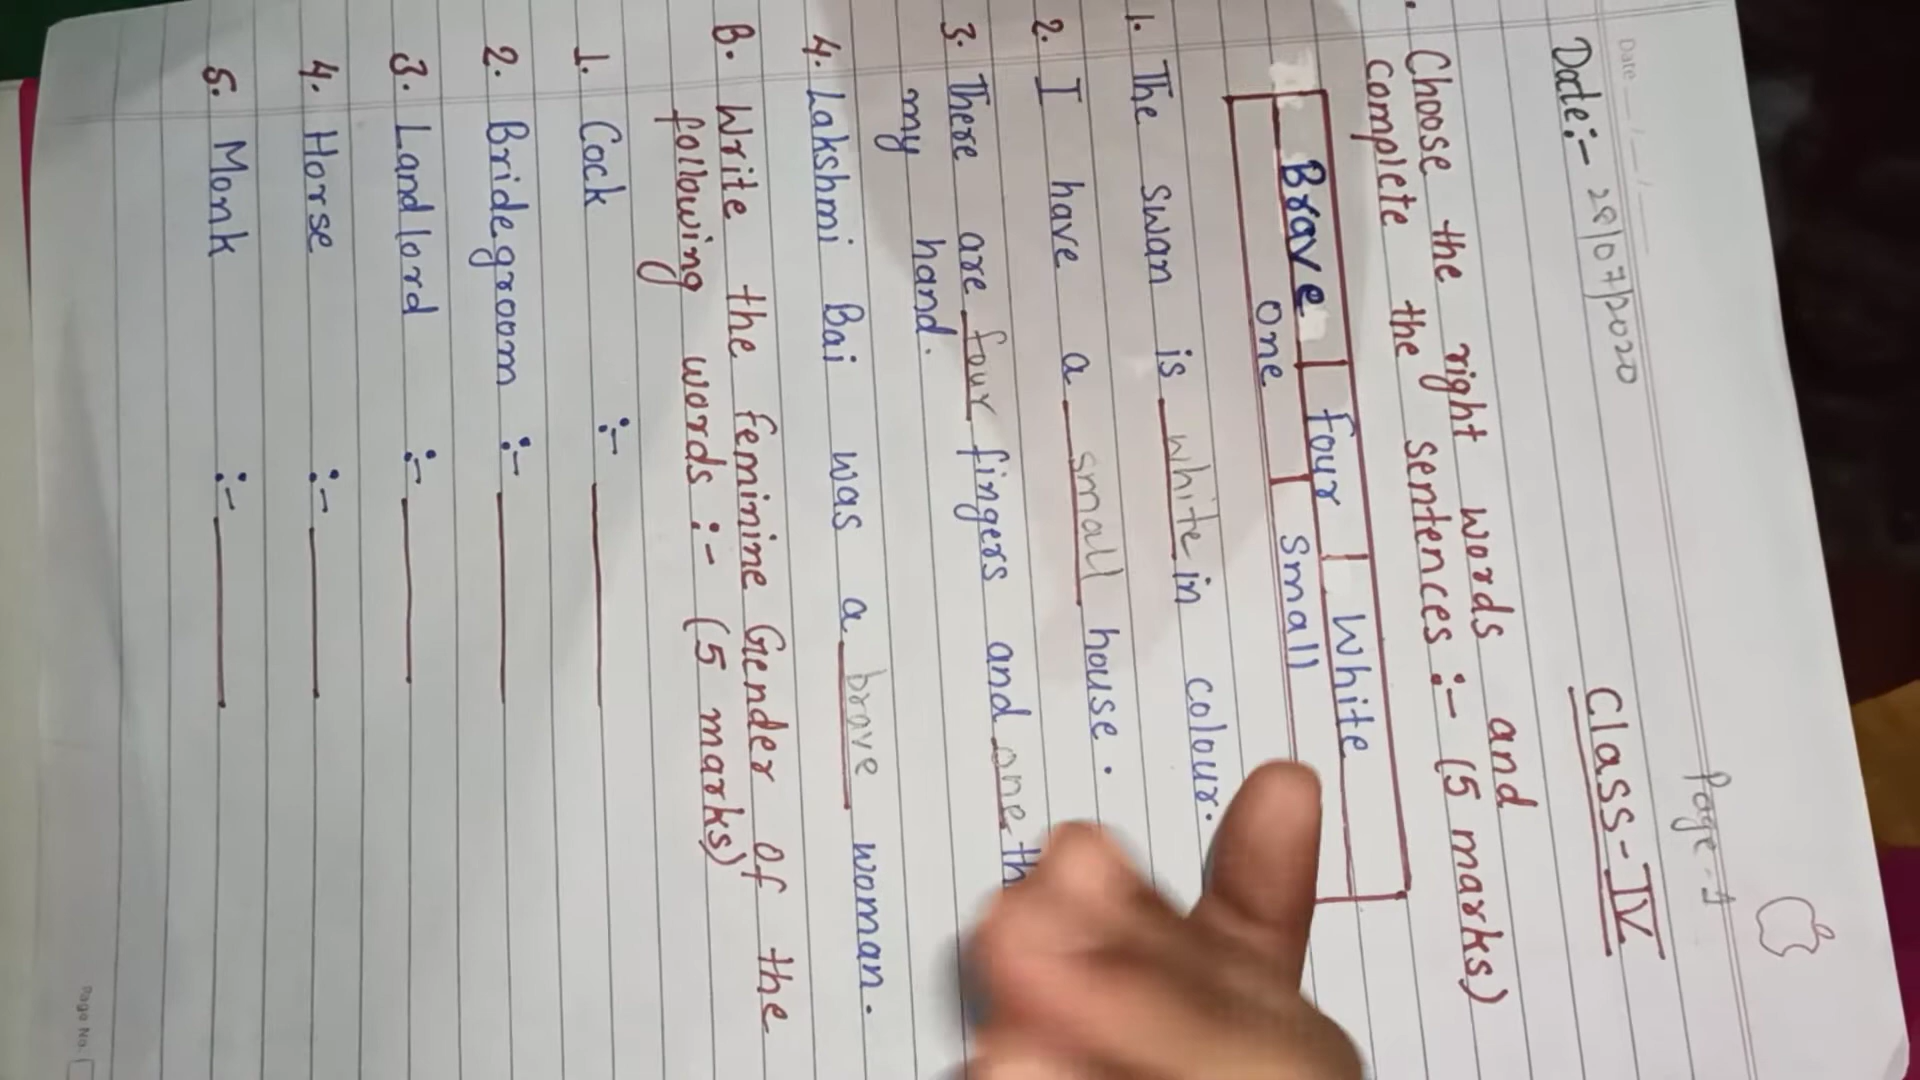 Page-1
Date
Class-IV
Date:- 28/07/2020
Choose the right words and
complete the sentences :- (5 marks)
Brave four White
one small
1. The swan is white in colour.
2. I have a small house.
3. There are four fingers and one
my hand.
4. Lakshmi Bai was a brave woman.
B. Write the feminine Gender of the
following words :- (5 marks)
1. Cock :-
2. Bridegroom :-
3. Landlord :-
4. Horse :-
5. Monk :-
Page No.